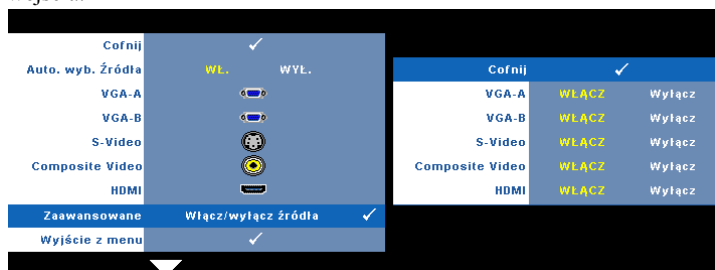 Cofnij
Auto. wyb. Źródła WŁ. WYŁ.
VGA-A
VGA-B
S-Video
Composite Video
HDMI
Zaawansowane Włącz/wyłącz źródła
Wyjście z menu
Cofnij
VGA-A WŁĄCZ Wyłącz
VGA-B WŁĄCZ Wyłącz
S-Video WŁĄCZ Wyłącz
Composite Video WŁĄCZ Wyłącz
HDMI WŁĄCZ Wyłącz